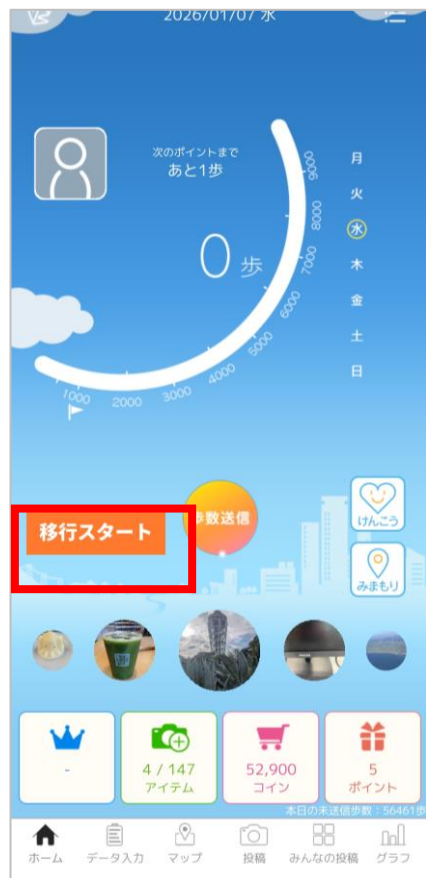 Vs
2026/01/07 水
次のポイントまで
あと1歩
0 歩
9000
8000
7000
6000
5000
4000
3000
2000
1000
月
火
水
木
金
土
日
移行スタート
歩数送信
けんこう
みまもり
-
4 / 147
アイテム
52,900
コイン
5
ポイント
本日の未送信歩数：56461歩
ホーム
データ入力
マップ
投稿
みんなの投稿
グラフ